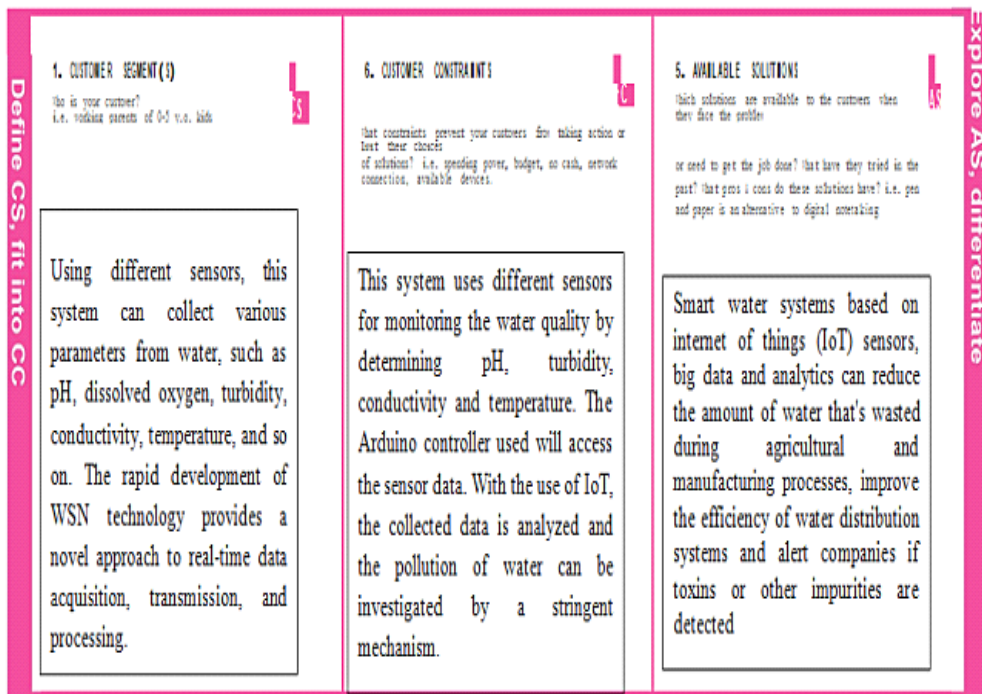 Define CS, fit into CC
1. CUSTOMER SEGMENT(S)
CS
Who is your customer?
i.e. working parents of 0-5 y.o. kids
Using different sensors, this
system can collect various
parameters from water, such as
pH, dissolved oxygen, turbidity,
conductivity, temperature, and so
on. The rapid development of
WSN technology provides a
novel approach to real-time data
acquisition, transmission, and
processing.
6. CUSTOMER CONSTRAINTS
C
What constraints prevent your customers from taking action or
limit their choices
of solutions? i.e. spending power, budget, no cash, network
connection, available devices.
This system uses different sensors
for monitoring the water quality by
determining pH, turbidity,
conductivity and temperature. The
Arduino controller used will access
the sensor data. With the use of IoT,
the collected data is analyzed and
the pollution of water can be
investigated by a stringent
mechanism.
5. AVAILABLE SOLUTIONS
AS
Which solutions are available to the customers when
they face the problem
or need to get the job done? What have they tried in the
past? What pros & cons do these solutions have? i.e. pen
and paper is an alternative to digital notetaking
Smart water systems based on
internet of things (IoT) sensors,
big data and analytics can reduce
the amount of water that's wasted
during agricultural and
manufacturing processes, improve
the efficiency of water distribution
systems and alert companies if
toxins or other impurities are
detected
Explore AS, differentiate